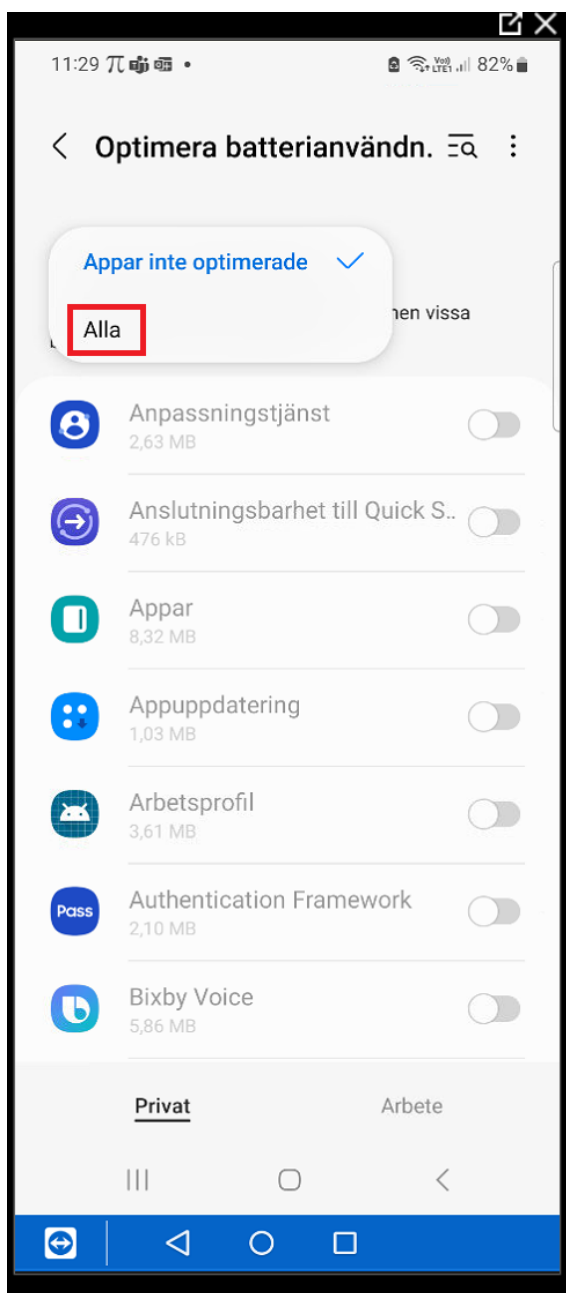 11:29
VoD LTE1 82%
Optimera batterianvändn.
Appar inte optimerade
Alla
vissa
Anpassningstjänst
2,63 MB
Anslutningsbarhet till Quick S..
476 kB
Appar
8,32 MB
Appuppdatering
1,03 MB
Arbetsprofil
3,61 MB
Pass
Authentication Framework
2,10 MB
Bixby Voice
5,86 MB
Privat Arbete